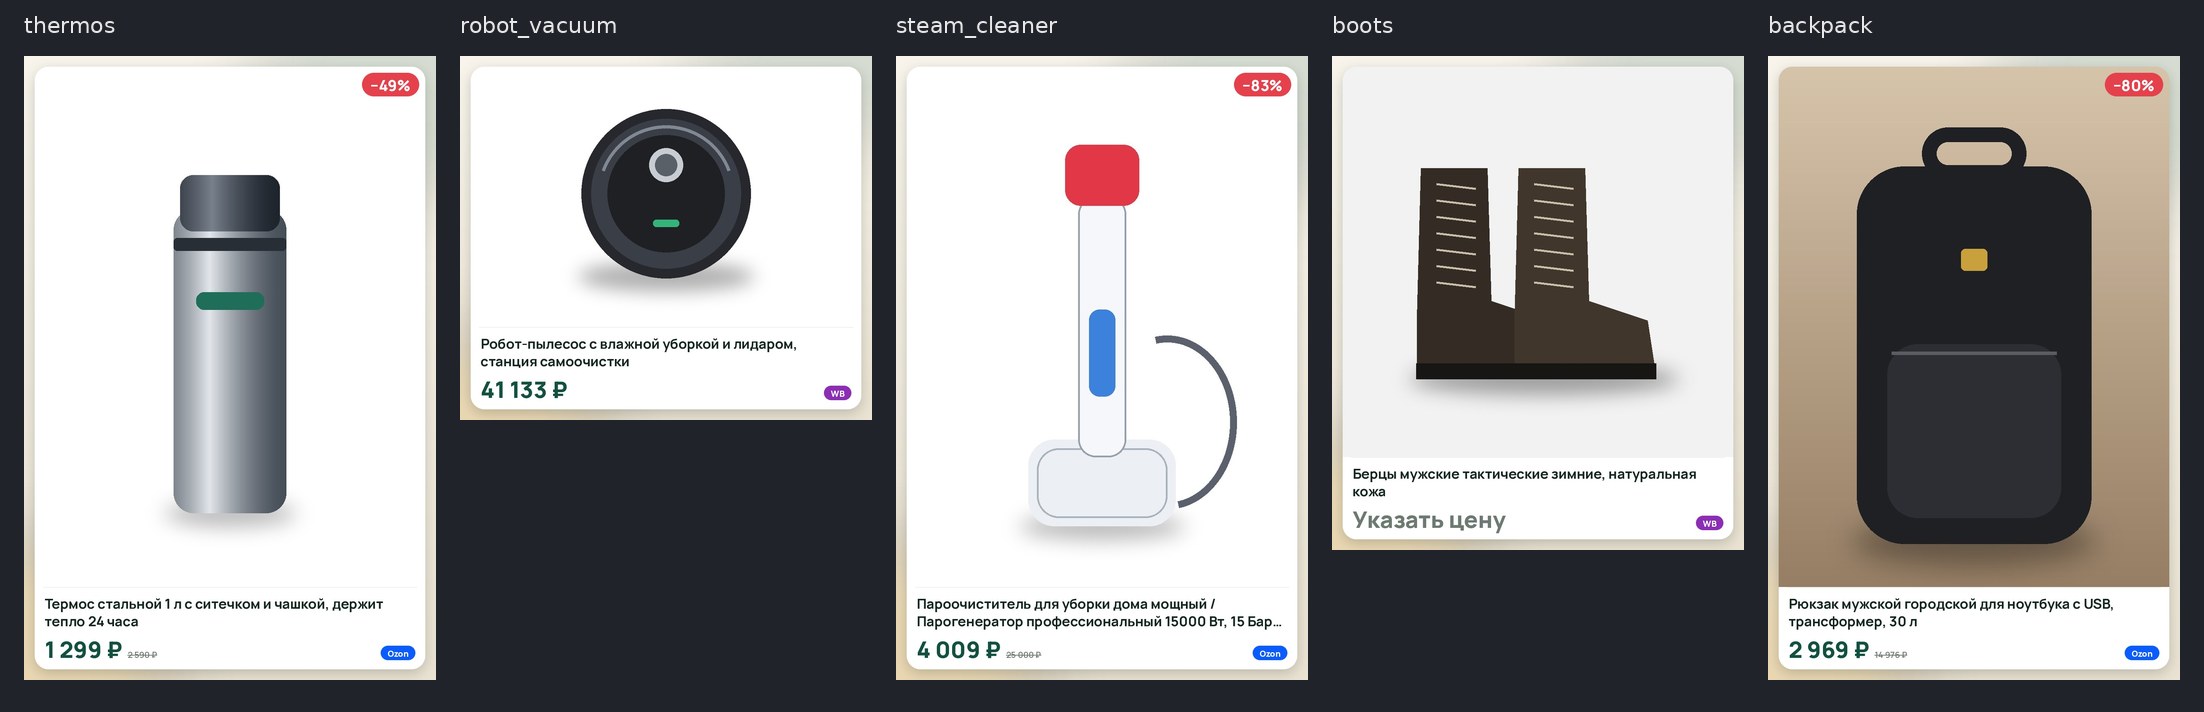 thermos
−49%
Термос стальной 1 л с ситечком и чашкой, держит
тепло 24 часа
1 299 ₽ 2 590 ₽ Ozon
robot_vacuum
Робот-пылесос с влажной уборкой и лидаром,
станция самоочистки
41 133 ₽ WB
steam_cleaner
−83%
Пароочиститель для уборки дома мощный /
Парогенератор профессиональный 15000 Вт, 15 Бар…
4 009 ₽ 25 000 ₽ Ozon
boots
Берцы мужские тактические зимние, натуральная
кожа
Указать цену WB
backpack
−80%
Рюкзак мужской городской для ноутбука с USB,
трансформер, 30 л
2 969 ₽ 14 976 ₽ Ozon